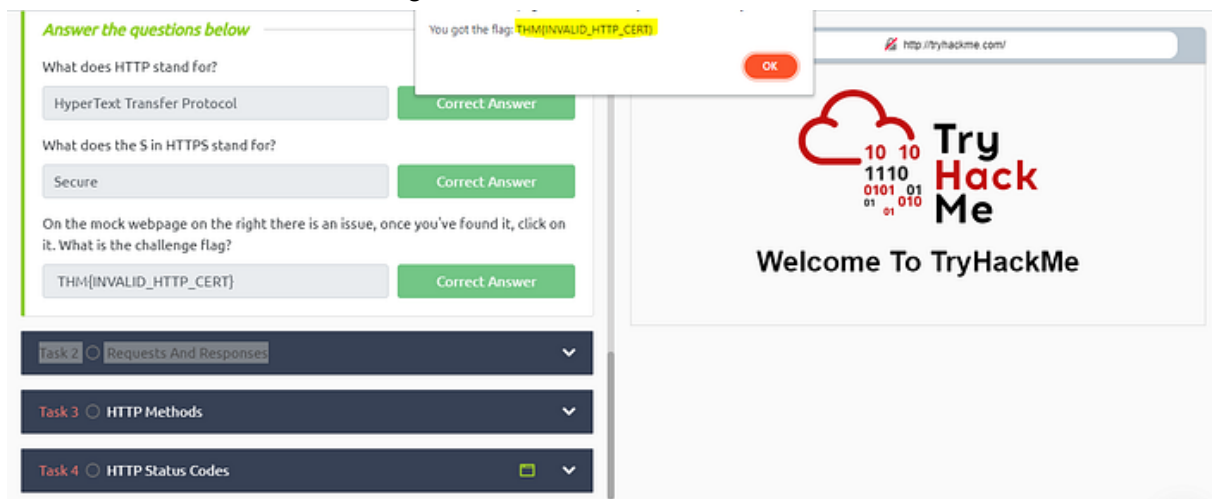 Answer the questions below
You got the flag: THM{INVALID_HTTP_CERT}
OK
What does HTTP stand for?
HyperText Transfer Protocol
Correct Answer
What does the S in HTTPS stand for?
Secure
Correct Answer
On the mock webpage on the right there is an issue, once you've found it, click on
it. What is the challenge flag?
THM{INVALID_HTTP_CERT}
Correct Answer
Task 2 Requests And Responses
Task 3 HTTP Methods
Task 4 HTTP Status Codes
http://tryhackme.com/
10 10
1110
0101 01
01 010
01
Try
Hack
Me
Welcome To TryHackMe